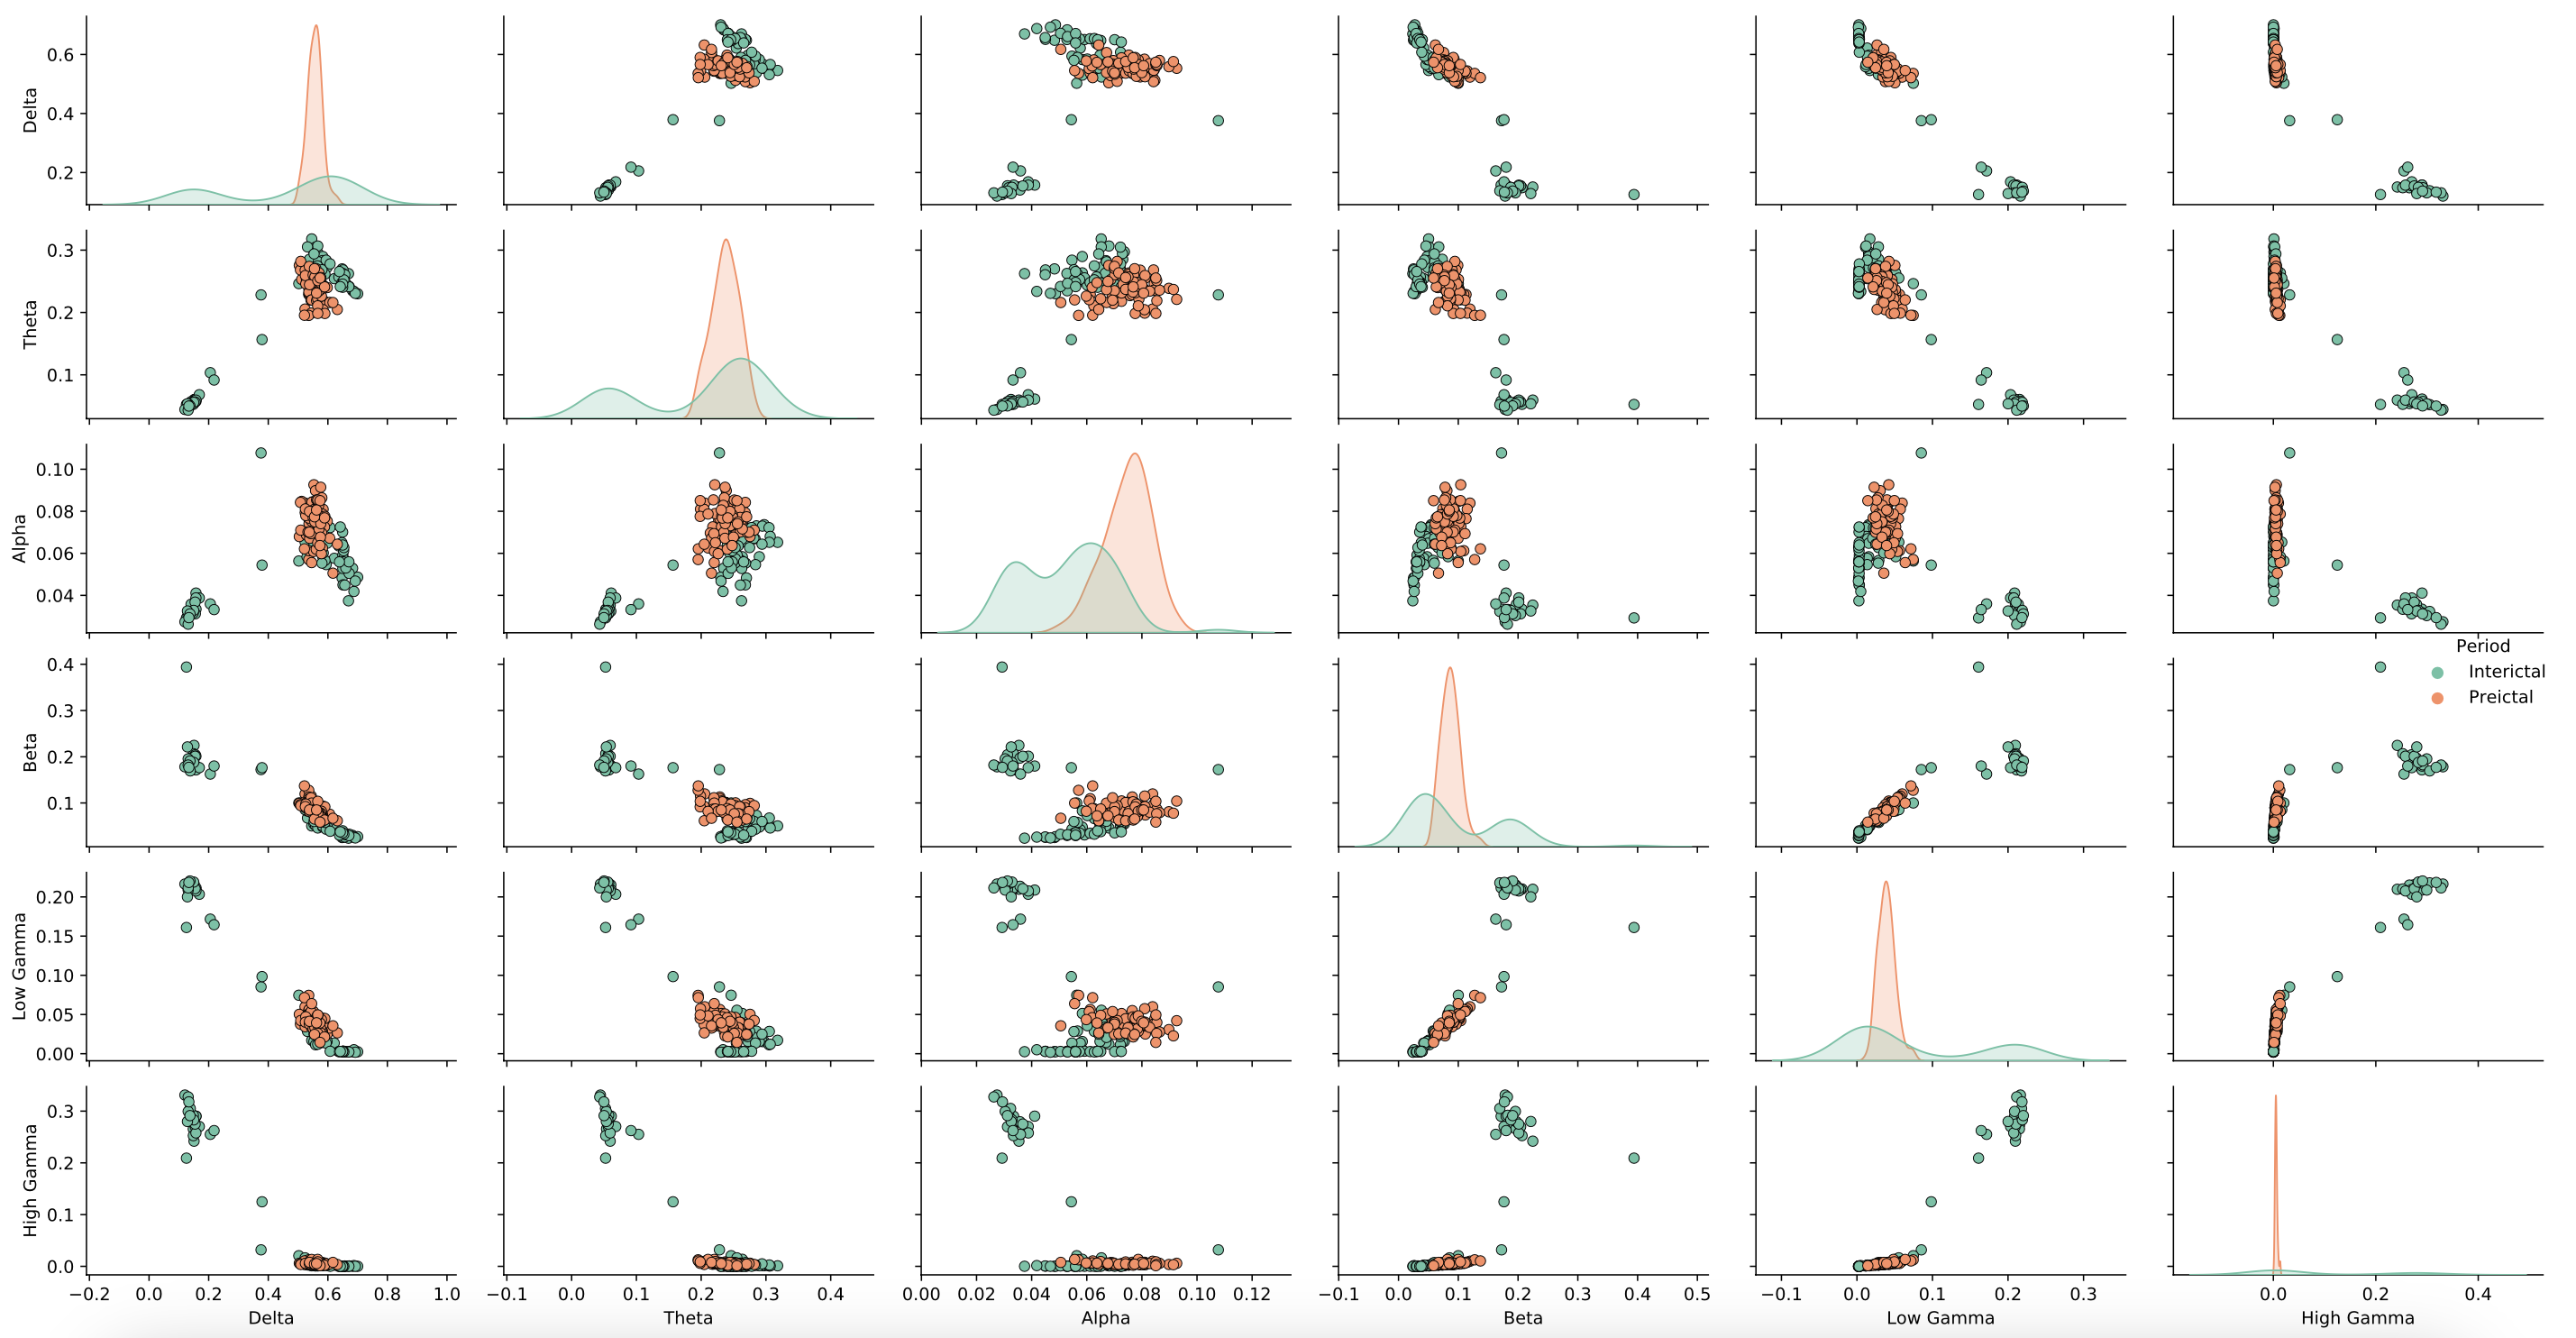 Delta
0.6
0.4
0.2
Theta
0.3
0.2
0.1
Alpha
0.10
0.08
0.06
0.04
Period
Interictal
Preictal
Beta
0.4
0.3
0.2
0.1
Low Gamma
0.20
0.15
0.10
0.05
0.00
High Gamma
0.3
0.2
0.1
0.0
−0.2 0.0 0.2 0.4 0.6 0.8 1.0 −0.1 0.0 0.1 0.2 0.3 0.4 0.00 0.02 0.04 0.06 0.08 0.10 0.12 −0.1 0.0 0.1 0.2 0.3 0.4 0.5 −0.1 0.0 0.1 0.2 0.3 0.0 0.2 0.4
Delta Theta Alpha Beta Low Gamma High Gamma